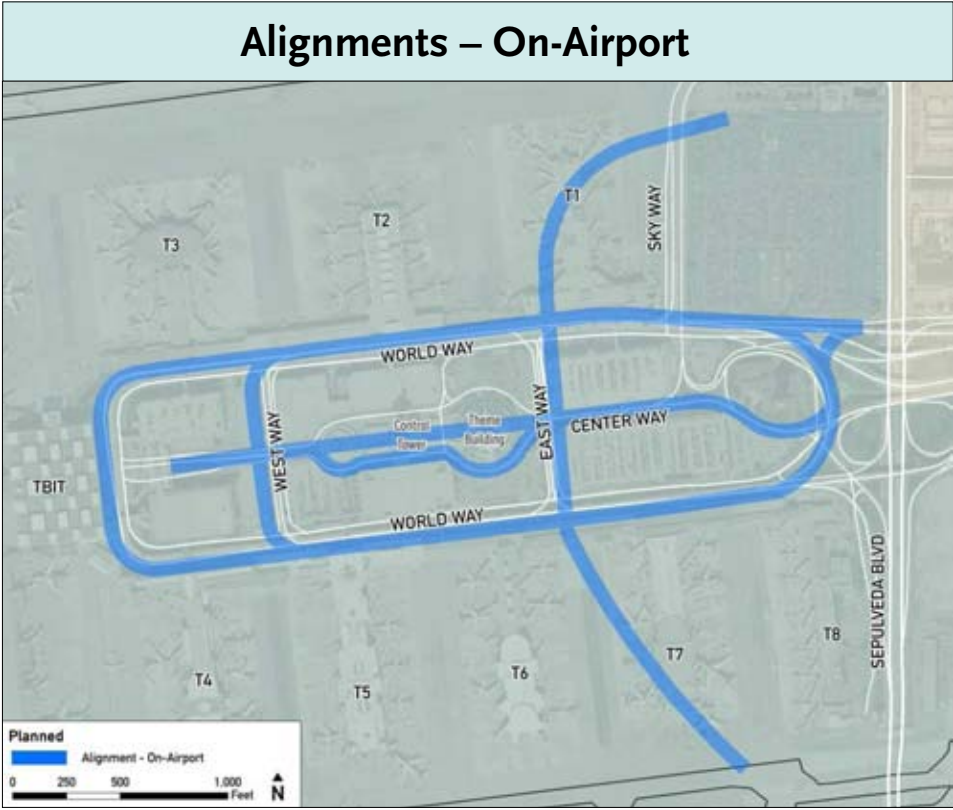 Alignments – On-Airport
T1
SKY WAY
T2
T3
WORLD WAY
Control
Tower
Theme
Building
EAST WAY
CENTER WAY
WEST WAY
TBIT
WORLD WAY
SEPULVEDA BLVD
T8
T7
T6
T4
T5
Planned
Alignment - On-Airport
0 250 500 1,000
Feet
N